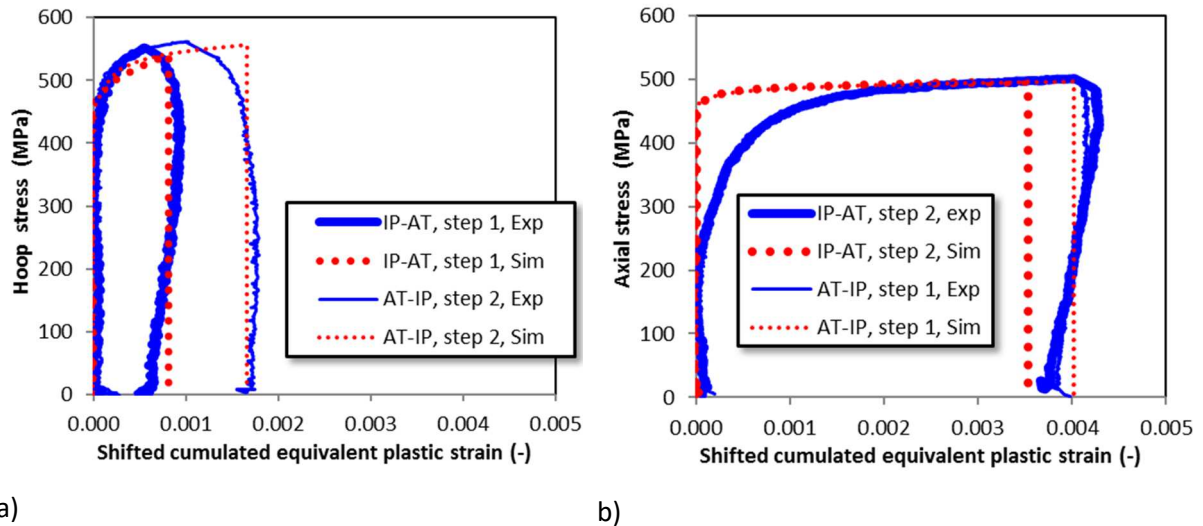 600
500
400
300
200
100
0
Hoop stress (MPa)
IP-AT, step 1, Exp
IP-AT, step 1, Sim
AT-IP, step 2, Exp
AT-IP, step 2, Sim
0.000 0.001 0.002 0.003 0.004 0.005
Shifted cumulated equivalent plastic strain (-)
a)
600
500
400
300
200
100
0
Axial stress (MPa)
IP-AT, step 2, exp
IP-AT, step 2, Sim
AT-IP, step 1, Exp
AT-IP, step 1, Sim
0.000 0.001 0.002 0.003 0.004 0.005
Shifted cumulated equivalent plastic strain (-)
b)